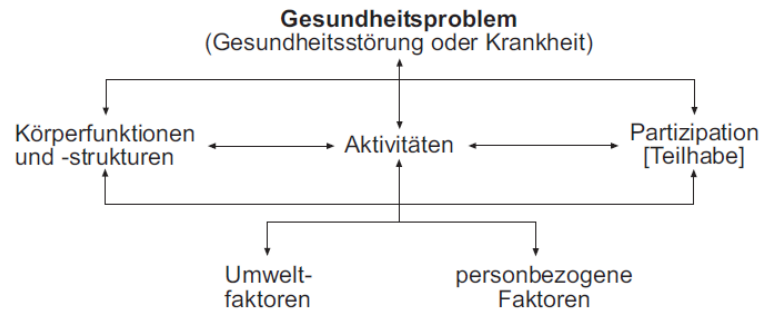 Gesundheitsproblem
(Gesundheitsstörung oder Krankheit)
Körperfunktionen
und -strukturen
Aktivitäten
Partizipation
[Teilhabe]
Umwelt-
faktoren
personbezogene
Faktoren